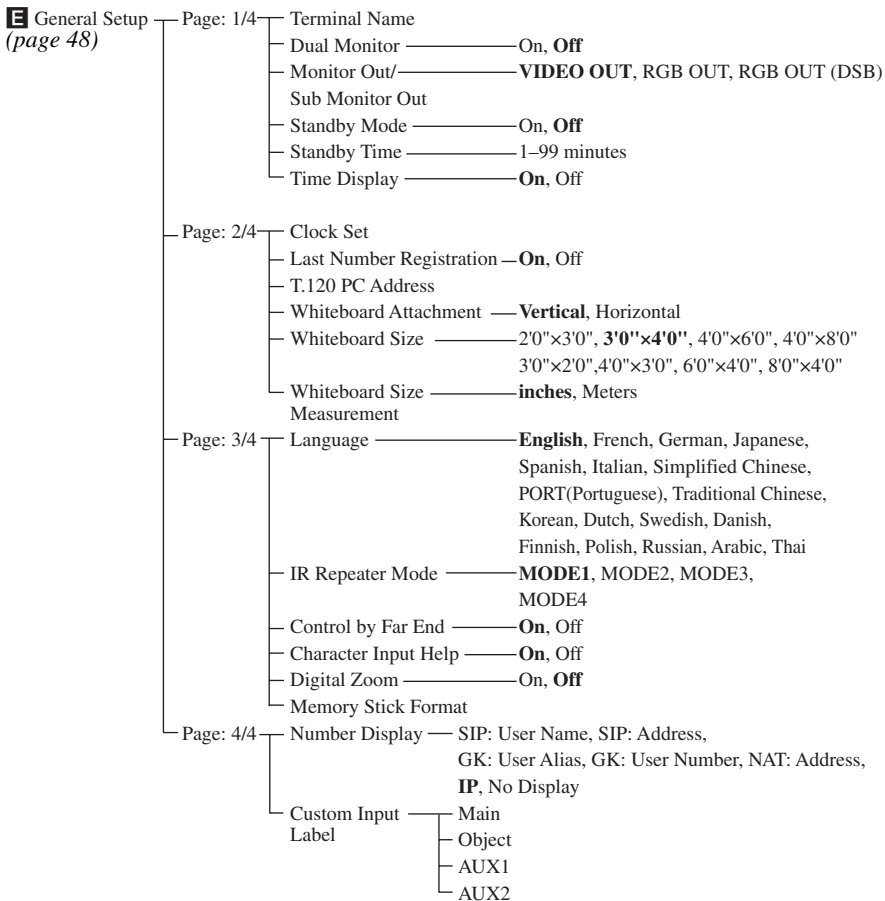 E General Setup Page: 1/4 Terminal Name
(page 48)
Dual Monitor On, Off
Monitor Out/ VIDEO OUT, RGB OUT, RGB OUT (DSB)
Sub Monitor Out
Standby Mode On, Off
Standby Time 1–99 minutes
Time Display On, Off
Page: 2/4 Clock Set
Last Number Registration On, Off
T.120 PC Address
Whiteboard Attachment Vertical, Horizontal
Whiteboard Size 2'0"×3'0", 3'0"×4'0", 4'0"×6'0", 4'0"×8'0"
3'0"×2'0",4'0"×3'0", 6'0"×4'0", 8'0"×4'0"
Whiteboard Size inches, Meters
Measurement
Page: 3/4 Language English, French, German, Japanese,
Spanish, Italian, Simplified Chinese,
PORT(Portuguese), Traditional Chinese,
Korean, Dutch, Swedish, Danish,
Finnish, Polish, Russian, Arabic, Thai
IR Repeater Mode MODE1, MODE2, MODE3,
MODE4
Control by Far End On, Off
Character Input Help On, Off
Digital Zoom On, Off
Memory Stick Format
Page: 4/4 Number Display SIP: User Name, SIP: Address,
GK: User Alias, GK: User Number, NAT: Address,
IP, No Display
Custom Input Main
Label
Object
AUX1
AUX2